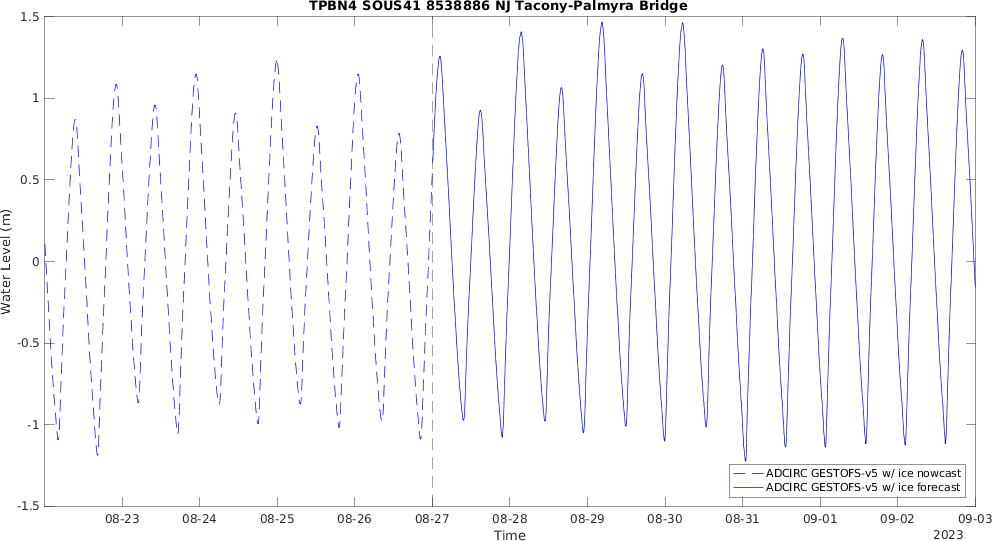 TPBN4 SOUS41 8538886 NJ Tacony-Palmyra Bridge
1.5
1
0.5
0
-0.5
-1
-1.5
Water Level (m)
ADCIRC GESTOFS-v5 w/ ice nowcast
ADCIRC GESTOFS-v5 w/ ice forecast
08-23 08-24 08-25 08-26 08-27 08-28 08-29 08-30 08-31 09-01 09-02 09-03
Time
2023